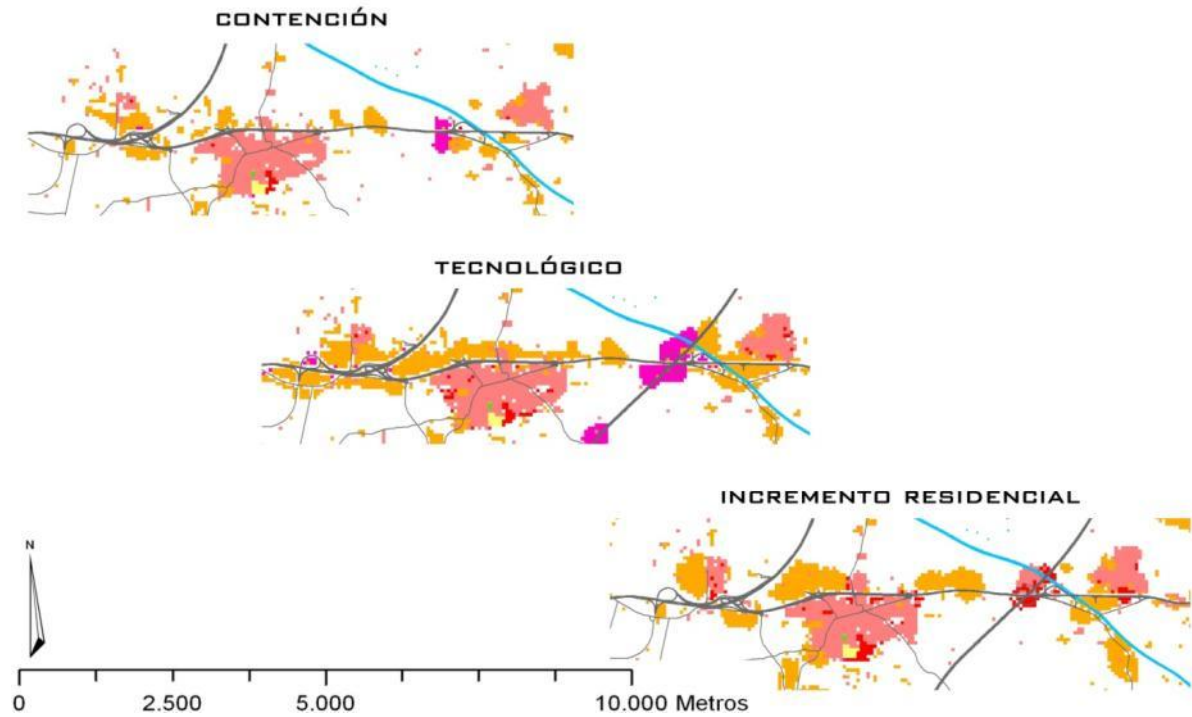 CONTENCIÓN
TECNOLÓGICO
INCREMENTO RESIDENCIAL
N
0 2.500 5.000 10.000 Metros